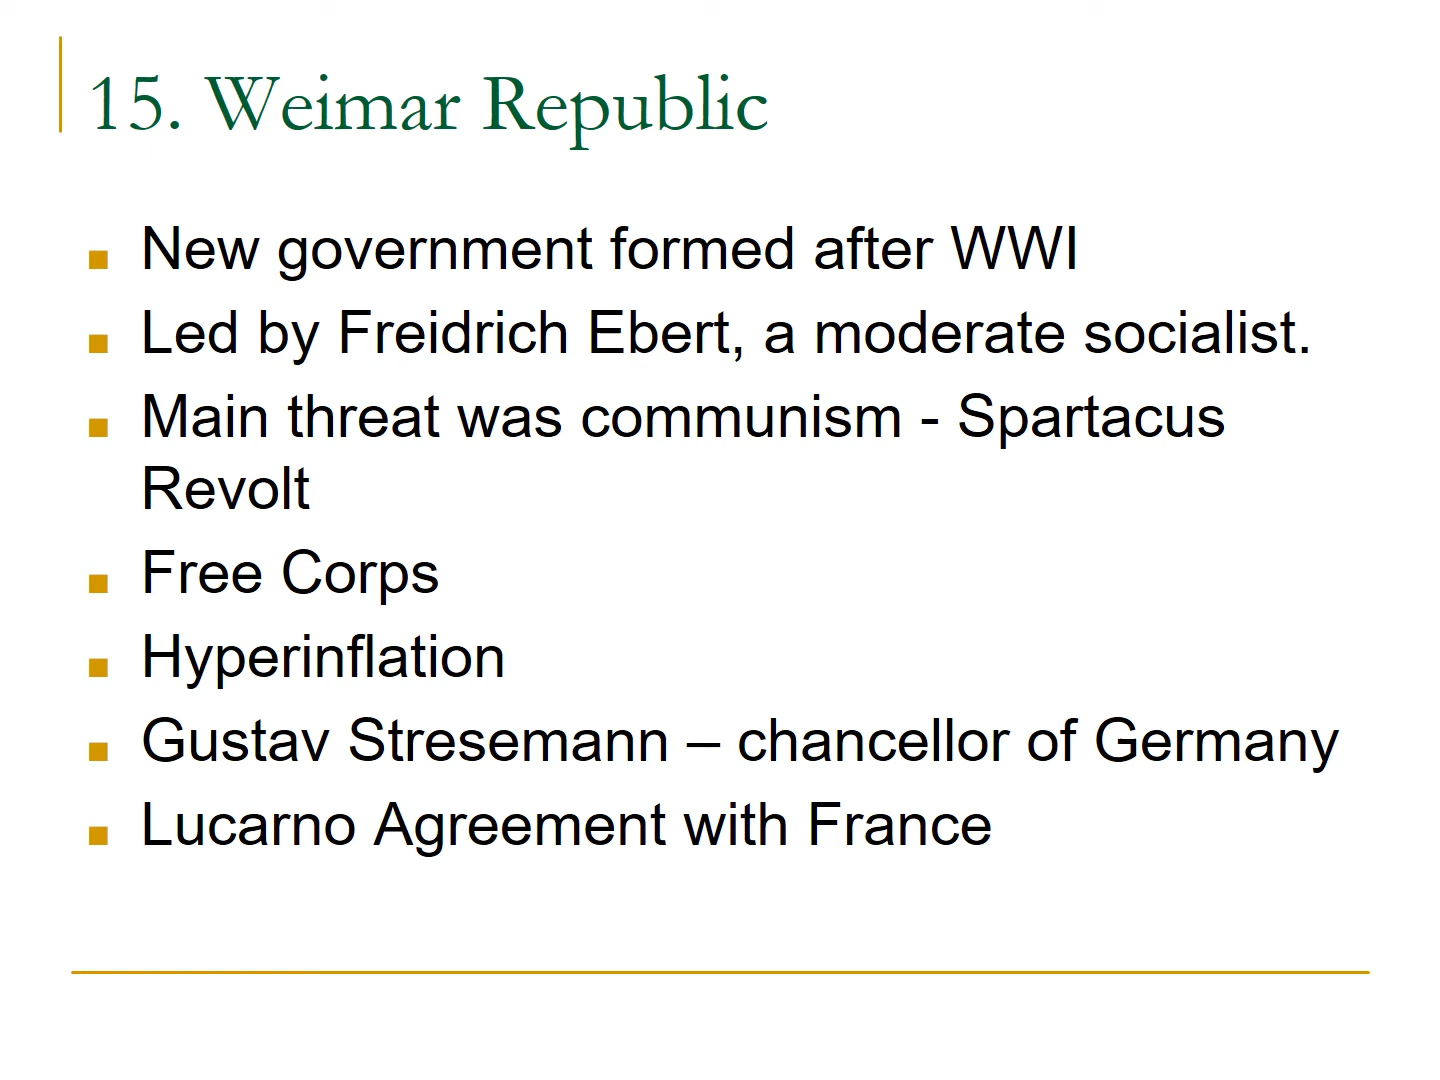 15. Weimar Republic
New government formed after WWI
Led by Freidrich Ebert, a moderate socialist.
Main threat was communism - Spartacus
Revolt
Free Corps
Hyperinflation
Gustav Stresemann – chancellor of Germany
Lucarno Agreement with France